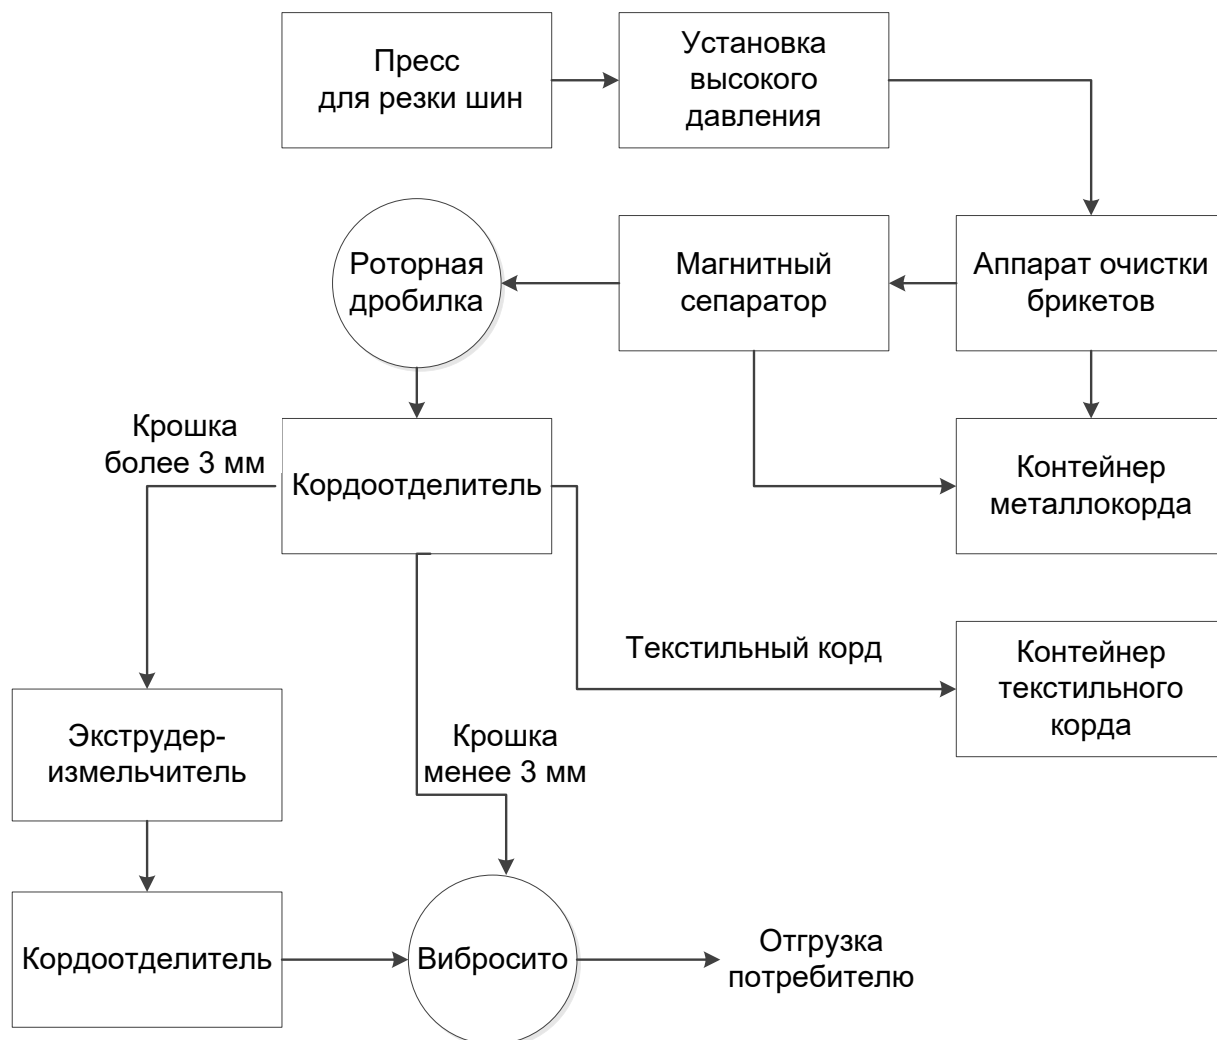 Пресс
для резки шин
Установка
высокого
давления
Роторная
дробилка
Магнитный
сепаратор
Аппарат очистки
брикетов
Крошка
более 3 мм
Кордоотделитель
Контейнер
металлокорда
Текстильный корд
Контейнер
текстильного
корда
Экструдер-
измельчитель
Крошка
менее 3 мм
Кордоотделитель
Вибросито
Отгрузка
потребителю